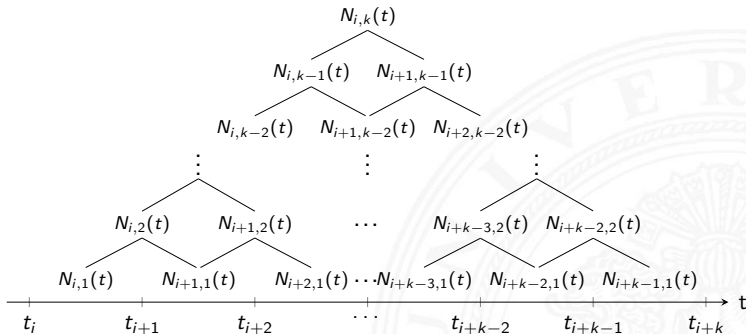 N_{i,k}(t)
N_{i,k−1}(t) N_{i+1,k−1}(t)
N_{i,k−2}(t) N_{i+1,k−2}(t) N_{i+2,k−2}(t)
⋮ ⋮ ⋮
N_{i,2}(t) N_{i+1,2}(t) ⋯ N_{i+k−3,2}(t) N_{i+k−2,2}(t)
N_{i,1}(t) N_{i+1,1}(t) N_{i+2,1}(t) ⋯ N_{i+k−3,1}(t) N_{i+k−2,1}(t) N_{i+k−1,1}(t)
t
t_i t_{i+1} t_{i+2} ⋯ t_{i+k−2} t_{i+k−1} t_{i+k}
IVER